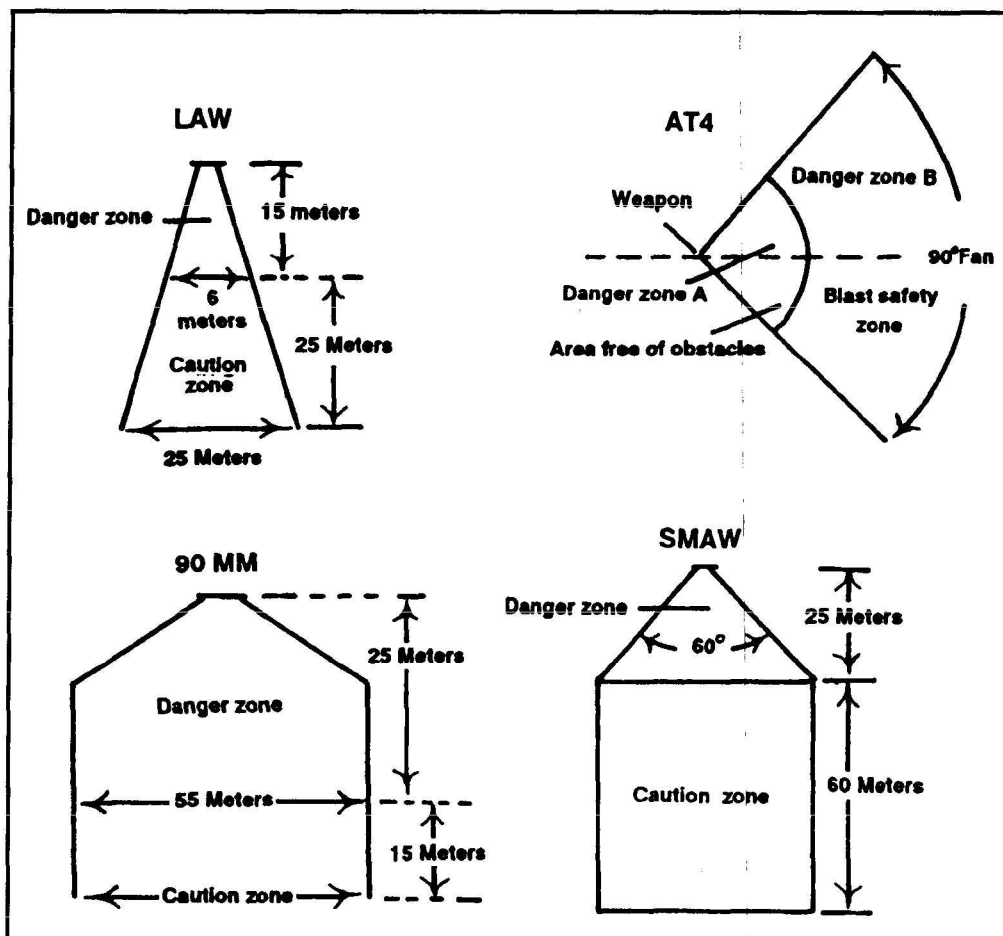 LAW
Danger zone
15 meters
6
meters
25 Meters
Caution
zone
25 Meters
AT4
Danger zone B
Weapon
90°Fan
Danger zone A
Blast safety
zone
Area free of obstacles
90 MM
25 Meters
Danger zone
55 Meters
15 Meters
Caution zone
SMAW
Danger zone
25 Meters
60°
Caution zone
60 Meters